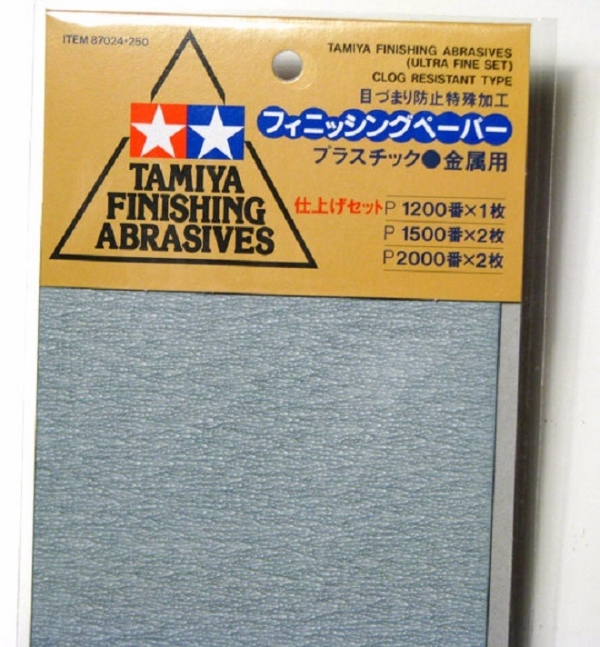 ITEM 87024•250
TAMIYA FINISHING ABRASIVES
(ULTRA FINE SET)
CLOG RESISTANT TYPE
目づまり防止特殊加工
フィニッシングペーパー
プラスチック●金属用
TAMIYA
FINISHING
ABRASIVES
仕上げセット P 1200番×1枚
P 1500番×2枚
P 2000番×2枚